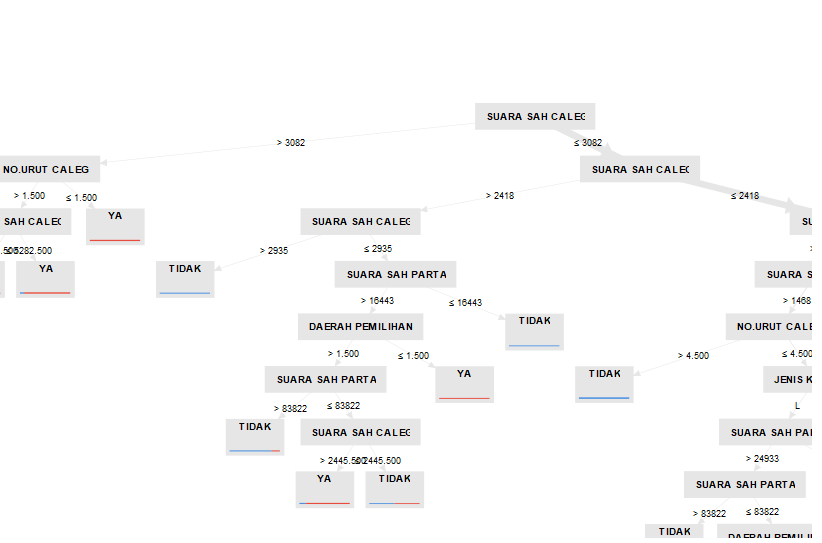 SUARA SAH CALEG
> 3082
≤ 3082
NO.URUT CALEG
SUARA SAH CALEG
> 1.500
≤ 1.500
> 2418
≤ 2418
SAH CALEG
YA
SUARA SAH CALEG
SU
> 2935
≤ 2935
YA
TIDAK
SUARA SAH PARTA
SUARA S
> 16443
≤ 16443
> 1468
DAERAH PEMILIHAN
TIDAK
NO.URUT CALE
> 1.500
≤ 1.500
> 4.500
≤ 4.500
SUARA SAH PARTA
YA
TIDAK
JENIS K
> 83822
≤ 83822
L
TIDAK
SUARA SAH CALEG
SUARA SAH PAR
> 2445.500
≤ 2445.500
> 24933
YA
TIDAK
SUARA SAH PARTA
> 83822
≤ 83822
TIDAK
DAERAH PEMILI